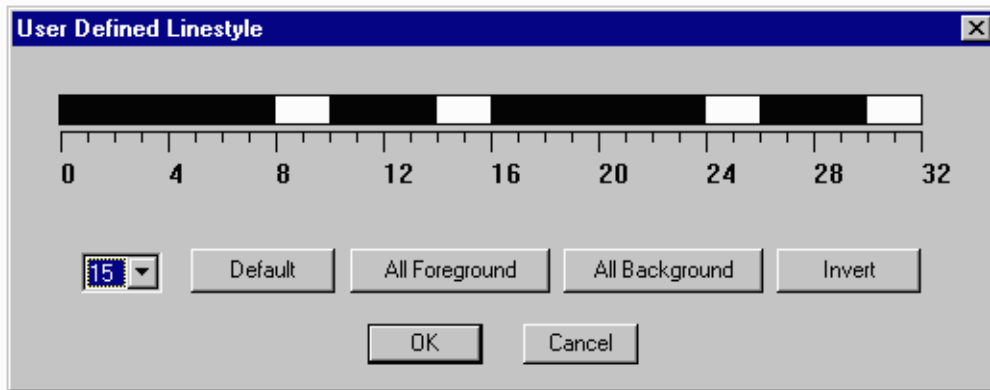 User Defined Linestyle
0 4 8 12 16 20 24 28 32
15 Default All Foreground All Background Invert
OK Cancel